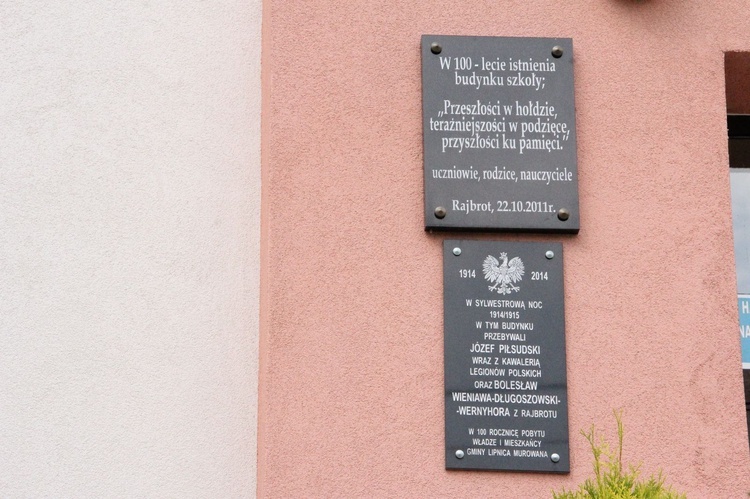 W 100 - lecie istnienia
budynku szkoły;
„Przeszłości w hołdzie,
teraźniejszości w podzięce,
przyszłości ku pamięci.”
uczniowie, rodzice, nauczyciele
Rajbrot, 22.10.2011r.
1914 2014
W SYLWESTROWĄ NOC
1914/1915
W TYM BUDYNKU
PRZEBYWALI
JÓZEF PIŁSUDSKI
WRAZ Z KAWALERIĄ
LEGIONÓW POLSKICH
ORAZ BOLESŁAW
WIENIAWA-DŁUGOSZOWSKI-
-WERNYHORA Z RAJBROTU
W 100 ROCZNICĘ POBYTU
WŁADZE I MIESZKAŃCY
GMINY LIPNICA MUROWANA